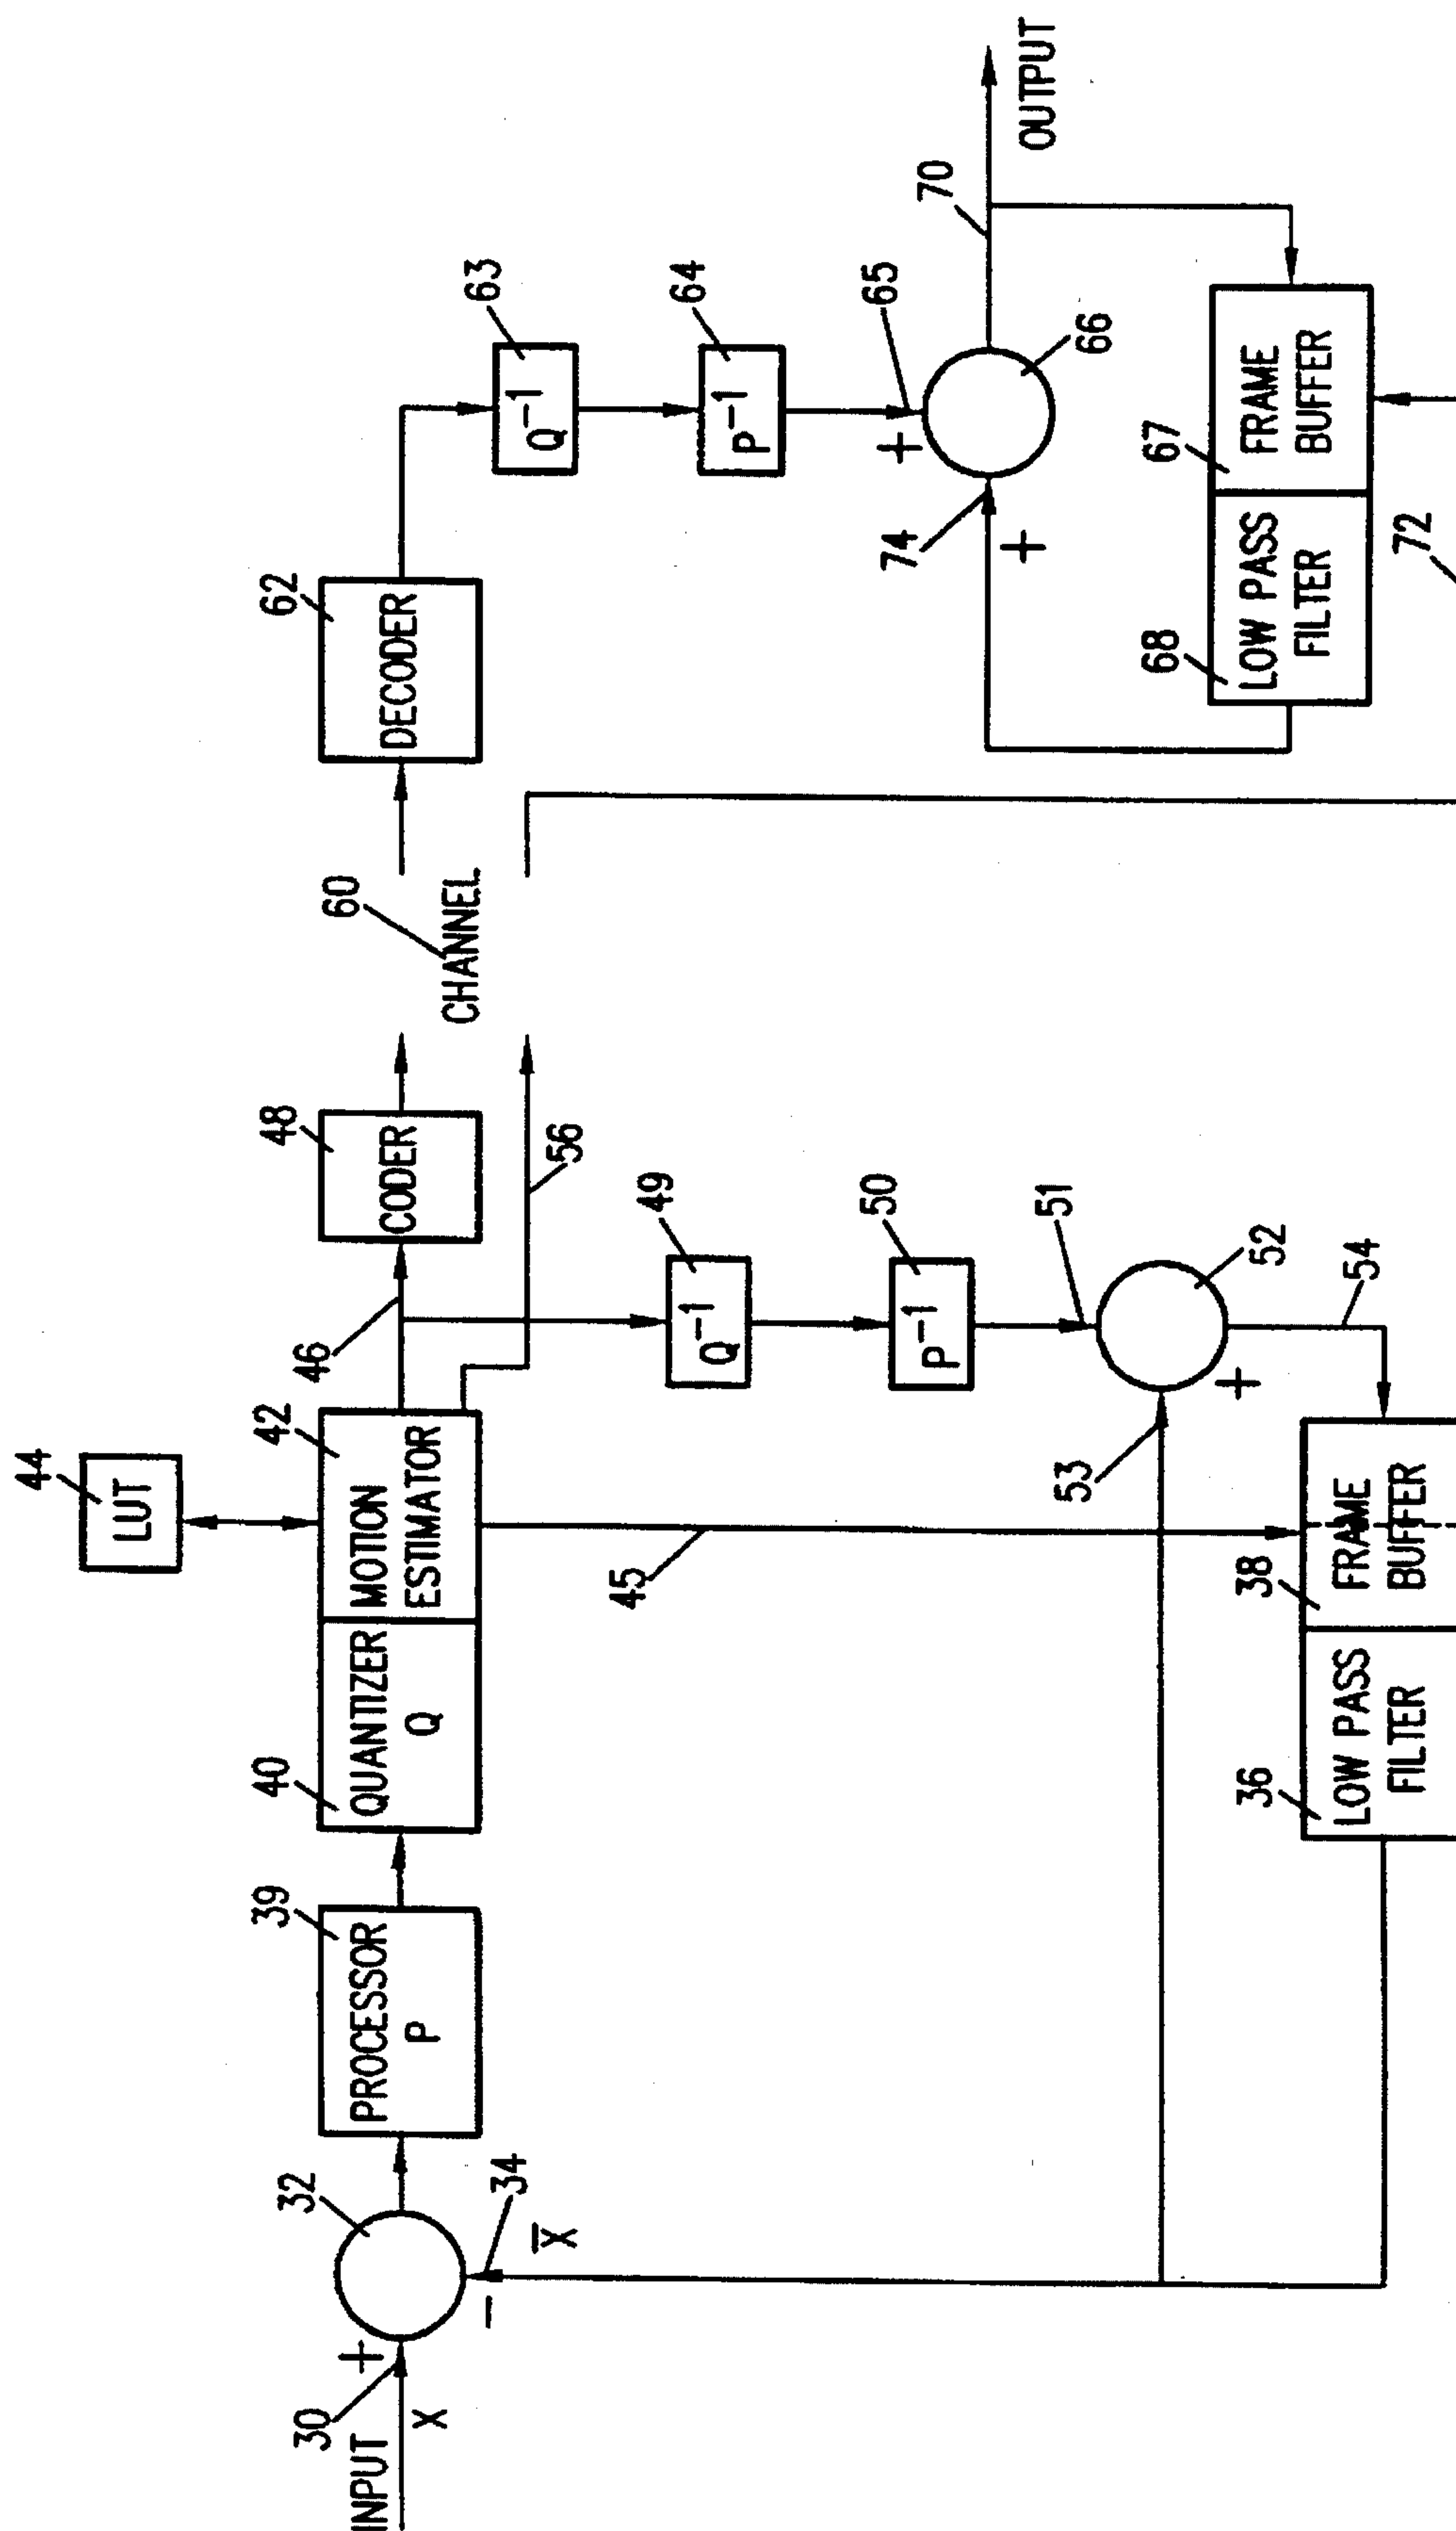 44
LUT
INPUT
30
+
X
32
-
34
X̅
39
PROCESSOR
P
40
QUANTIZER
Q
42
MOTION
ESTIMATOR
46
48
CODER
56
60
CHANNEL
62
DECODER
63
Q⁻¹
64
P⁻¹
65
+
66
74
+
70
OUTPUT
68
LOW PASS
FILTER
67
FRAME
BUFFER
72
45
49
Q⁻¹
50
P⁻¹
51
52
53
+
54
36
LOW PASS
FILTER
38
FRAME
BUFFER